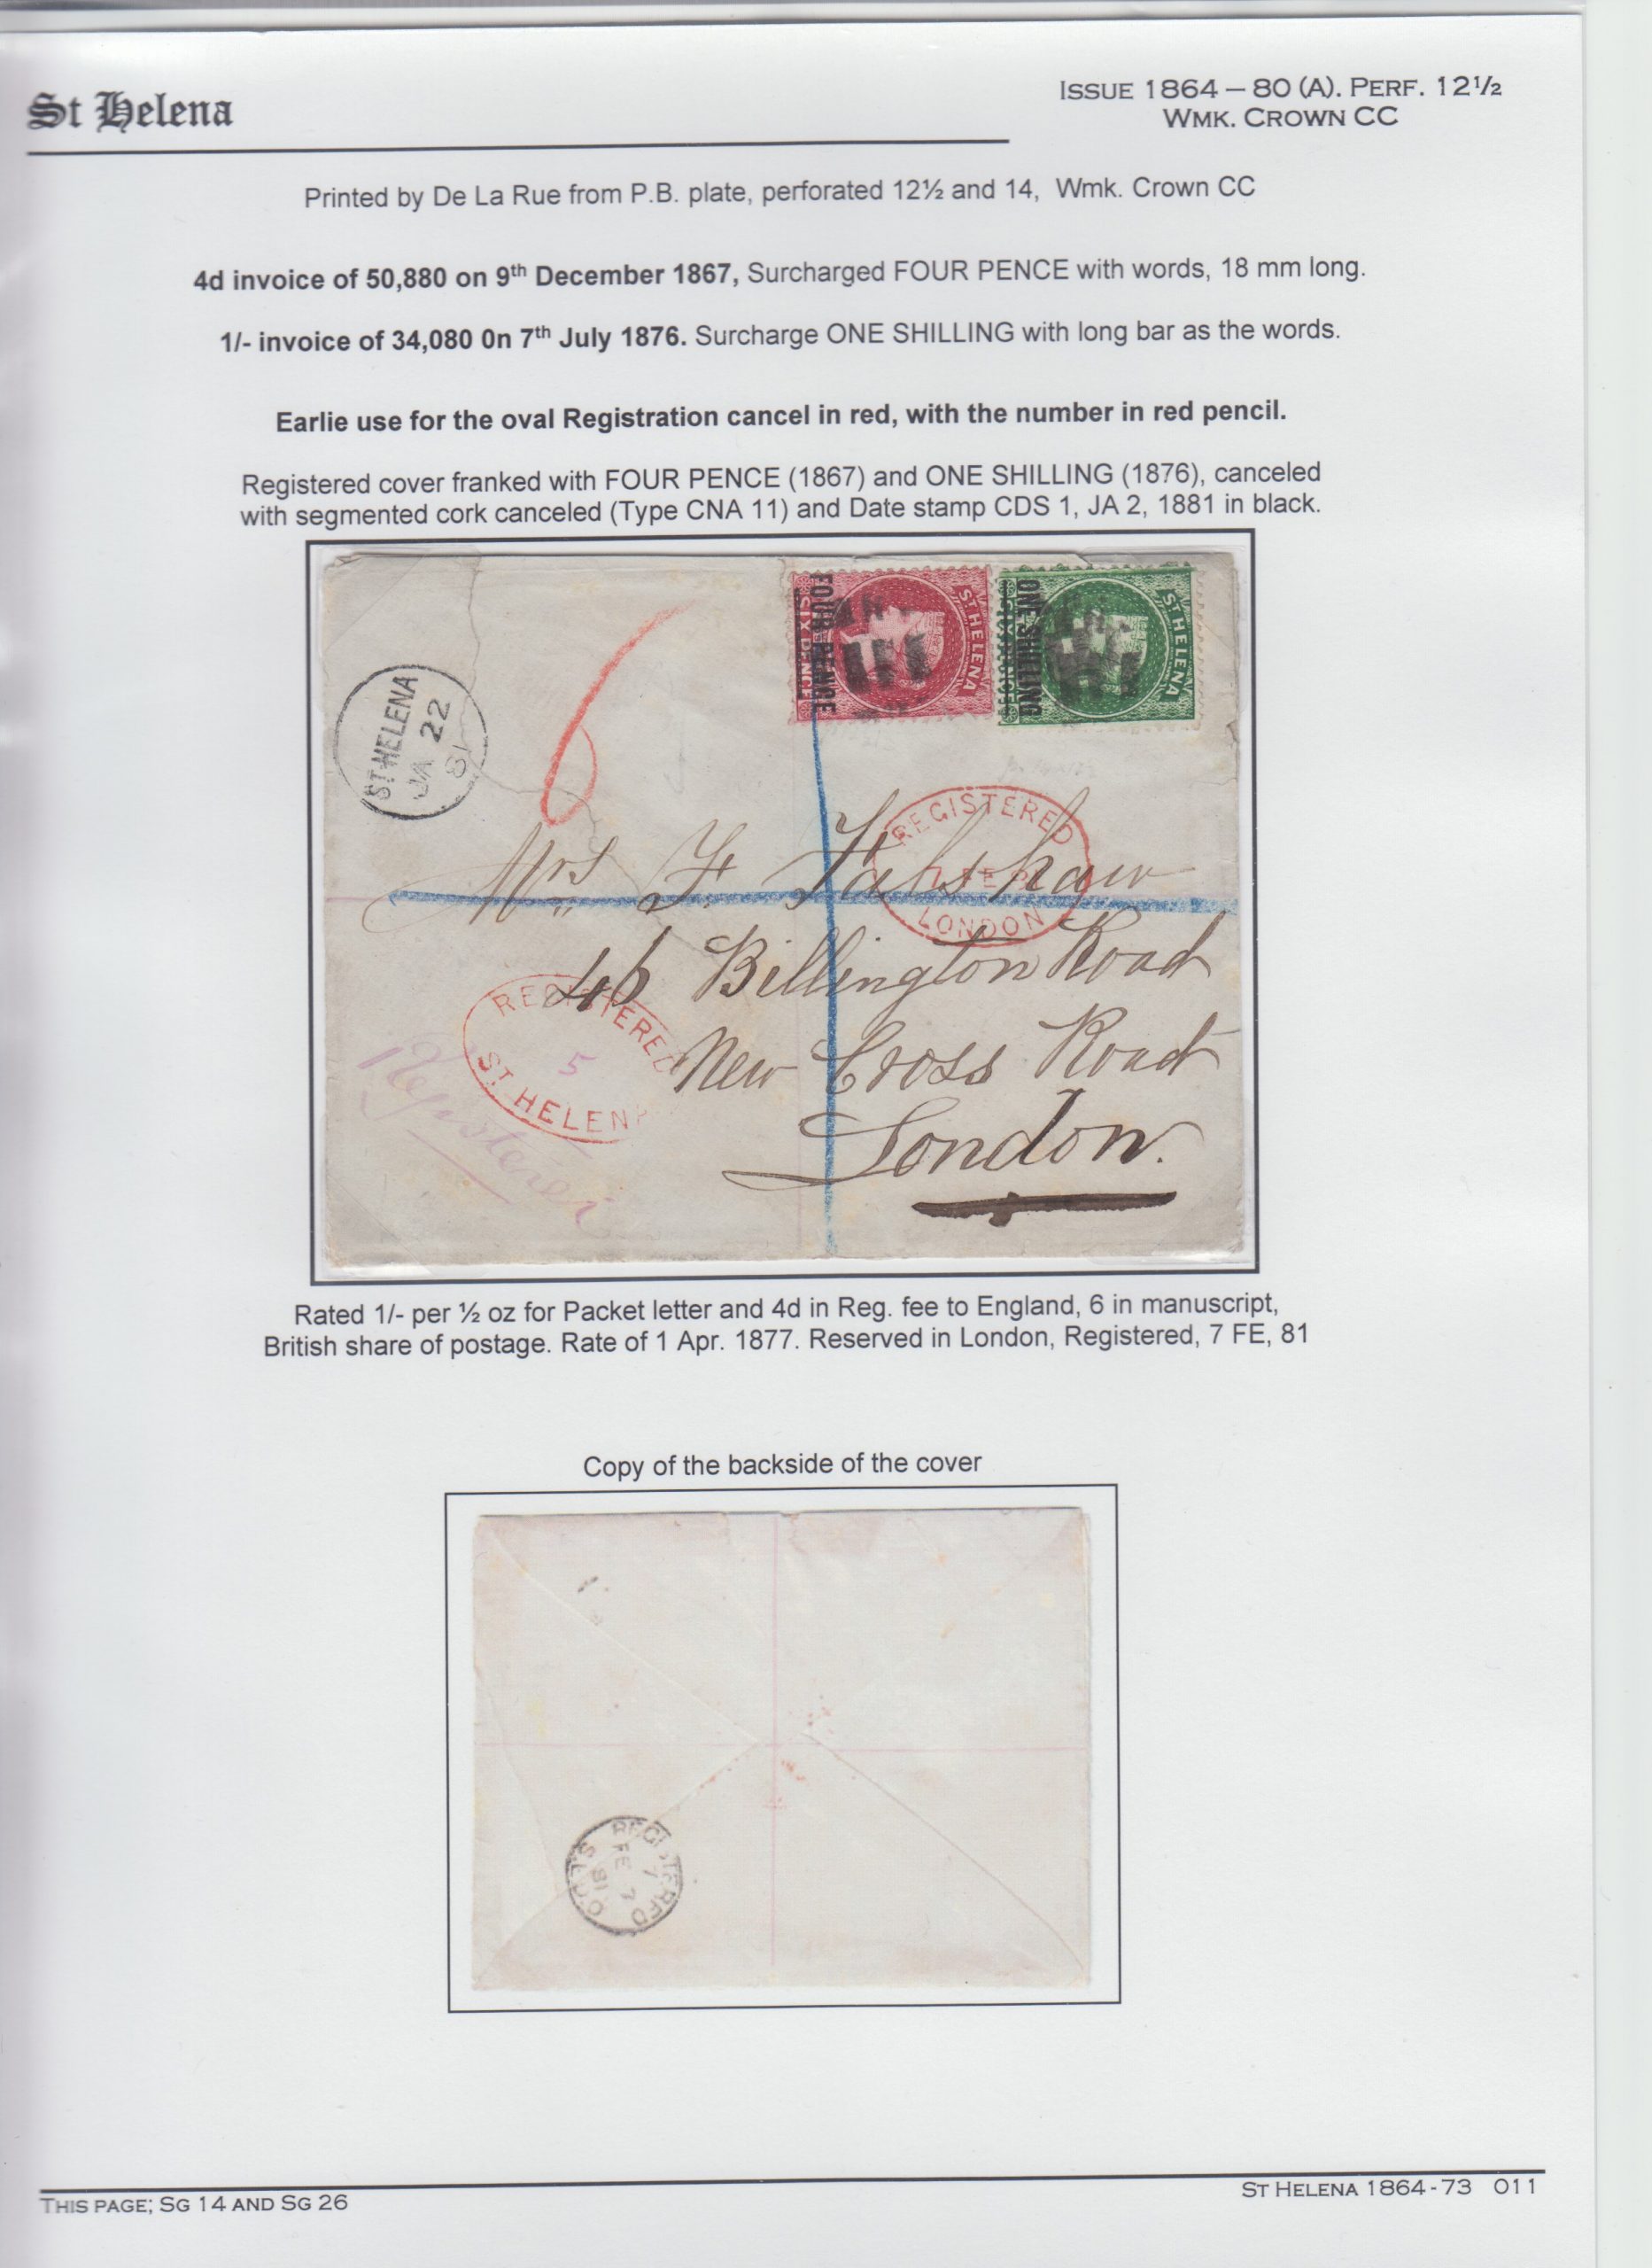 St Helena
Issue 1864 – 80 (A). Perf. 12½
Wmk. Crown CC
Printed by De La Rue from P.B. plate, perforated 12½ and 14, Wmk. Crown CC
4d invoice of 50,880 on 9th December 1867, Surcharged FOUR PENCE with words, 18 mm long.
1/- invoice of 34,080 0n 7th July 1876. Surcharge ONE SHILLING with long bar as the words.
Earlie use for the oval Registration cancel in red, with the number in red pencil.
Registered cover franked with FOUR PENCE (1867) and ONE SHILLING (1876), canceled
with segmented cork canceled (Type CNA 11) and Date stamp CDS 1, JA 2, 1881 in black.
ST HELENA
SIX PENCE
FOUR PENCE
ST HELENA
ONE SHILLING
ST HELENA
JA 22
81
6
REGISTERED
7 FE 81
LONDON
Mrs F. Falshaw
46 Billington Road
New Cross Road
London.
REGISTERED
5
ST HELENA
Registered
Rated 1/- per ½ oz for Packet letter and 4d in Reg. fee to England, 6 in manuscript,
British share of postage. Rate of 1 Apr. 1877. Reserved in London, Registered, 7 FE, 81
Copy of the backside of the cover
REGISTERED
7
FE 7
81
This page; Sg 14 and Sg 26
St Helena 1864-73 011